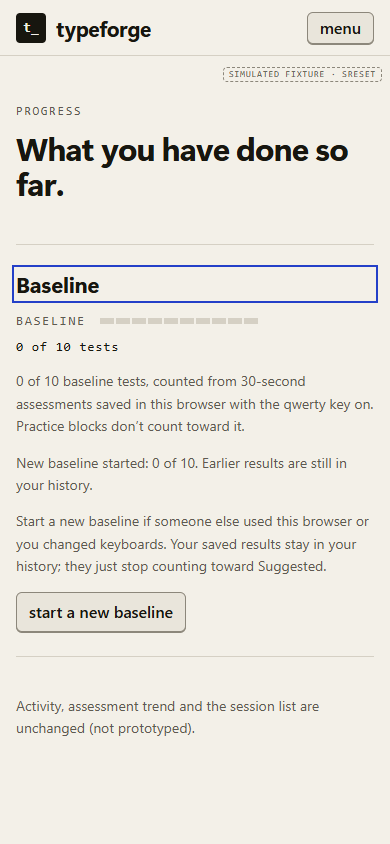 t_ typeforge menu
SIMULATED FIXTURE · SRESET
PROGRESS
What you have done so
far.
Baseline
BASELINE
0 of 10 tests
0 of 10 baseline tests, counted from 30-second
assessments saved in this browser with the qwerty key on.
Practice blocks don’t count toward it.
New baseline started: 0 of 10. Earlier results are still in
your history.
Start a new baseline if someone else used this browser or
you changed keyboards. Your saved results stay in your
history; they just stop counting toward Suggested.
start a new baseline
Activity, assessment trend and the session list are
unchanged (not prototyped).